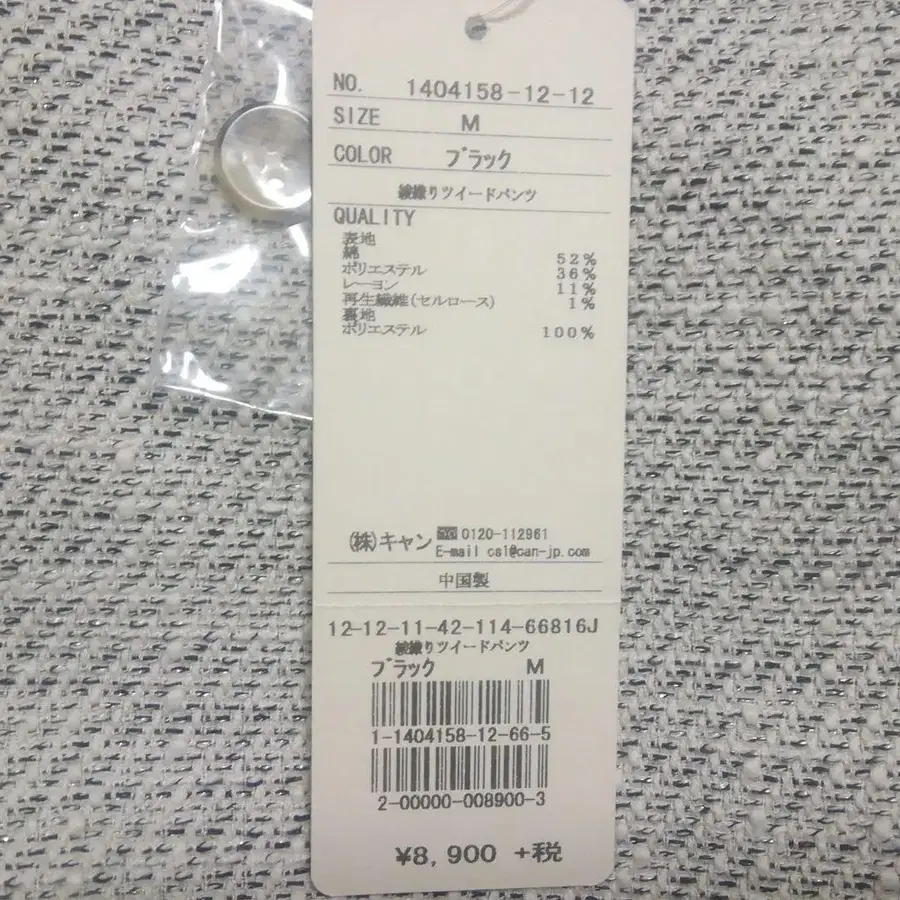 NO. 1404158-12-12
SIZE M
COLOR ブラック
綾織りツイードパンツ
QUALITY
表地
綿 52%
ポリエステル 36%
レーヨン 11%
再生繊維(セルロース) 1%
裏地
ポリエステル 100%
(株)キャン 0120-112961
E-mail cs1@can-jp.com
中国製
12-12-11-42-114-66816J
綾織りツイードパンツ
ブラック M
1-1404158-12-66-5
2-00000-008900-3
¥8,900 +税